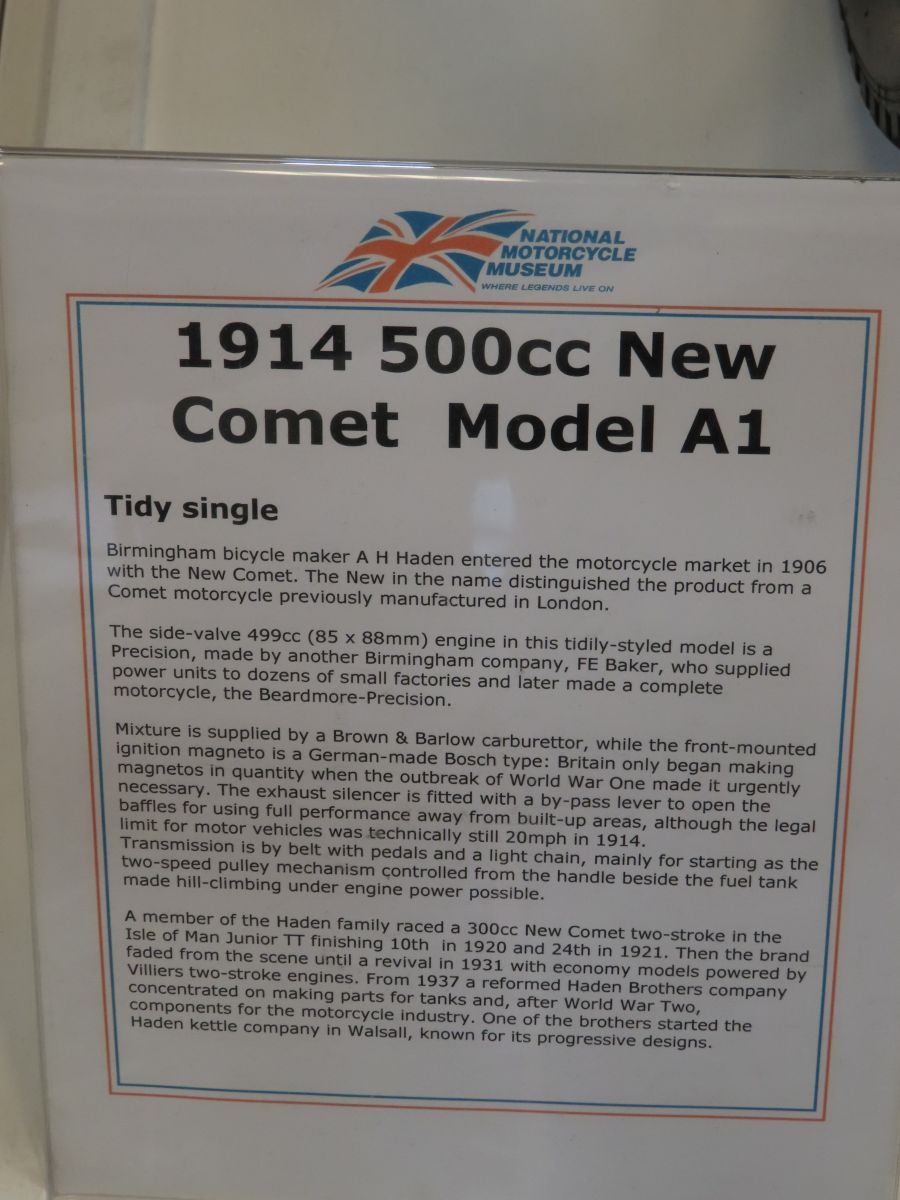 NATIONAL
MOTORCYCLE
MUSEUM
WHERE LEGENDS LIVE ON
1914 500cc New
Comet Model A1
Tidy single
Birmingham bicycle maker A H Haden entered the motorcycle market in 1906
with the New Comet. The New in the name distinguished the product from a
Comet motorcycle previously manufactured in London.
The side-valve 499cc (85 x 88mm) engine in this tidily-styled model is a
Precision, made by another Birmingham company, FE Baker, who supplied
power units to dozens of small factories and later made a complete
motorcycle, the Beardmore-Precision.
Mixture is supplied by a Brown & Barlow carburettor, while the front-mounted
ignition magneto is a German-made Bosch type: Britain only began making
magnetos in quantity when the outbreak of World War One made it urgently
necessary. The exhaust silencer is fitted with a by-pass lever to open the
baffles for using full performance away from built-up areas, although the legal
limit for motor vehicles was technically still 20mph in 1914.
Transmission is by belt with pedals and a light chain, mainly for starting as the
two-speed pulley mechanism controlled from the handle beside the fuel tank
made hill-climbing under engine power possible.
A member of the Haden family raced a 300cc New Comet two-stroke in the
Isle of Man Junior TT finishing 10th in 1920 and 24th in 1921. Then the brand
faded from the scene until a revival in 1931 with economy models powered by
Villiers two-stroke engines. From 1937 a reformed Haden Brothers company
concentrated on making parts for tanks and, after World War Two,
components for the motorcycle industry. One of the brothers started the
Haden kettle company in Walsall, known for its progressive designs.